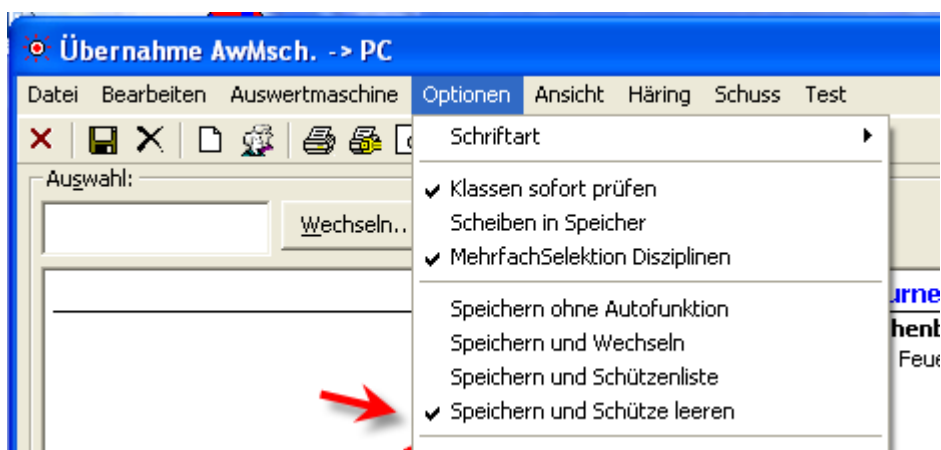 Übernahme AwMsch. -> PC
Datei Bearbeiten Auswertmaschine Optionen Ansicht Häring Schuss Test
Schriftart
Auswahl:
Klassen sofort prüfen
Wechseln..
Scheiben in Speicher
MehrfachSelektion Disziplinen
Speichern ohne Autofunktion
Speichern und Wechseln
Speichern und Schützenliste
Speichern und Schütze leeren